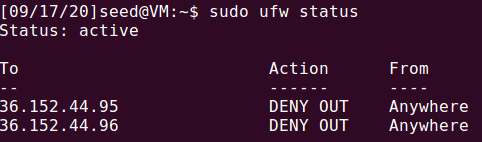 [09/17/20]seed@VM:~$ sudo ufw status
Status: active
To Action From
-- ------ ----
36.152.44.95 DENY OUT Anywhere
36.152.44.96 DENY OUT Anywhere